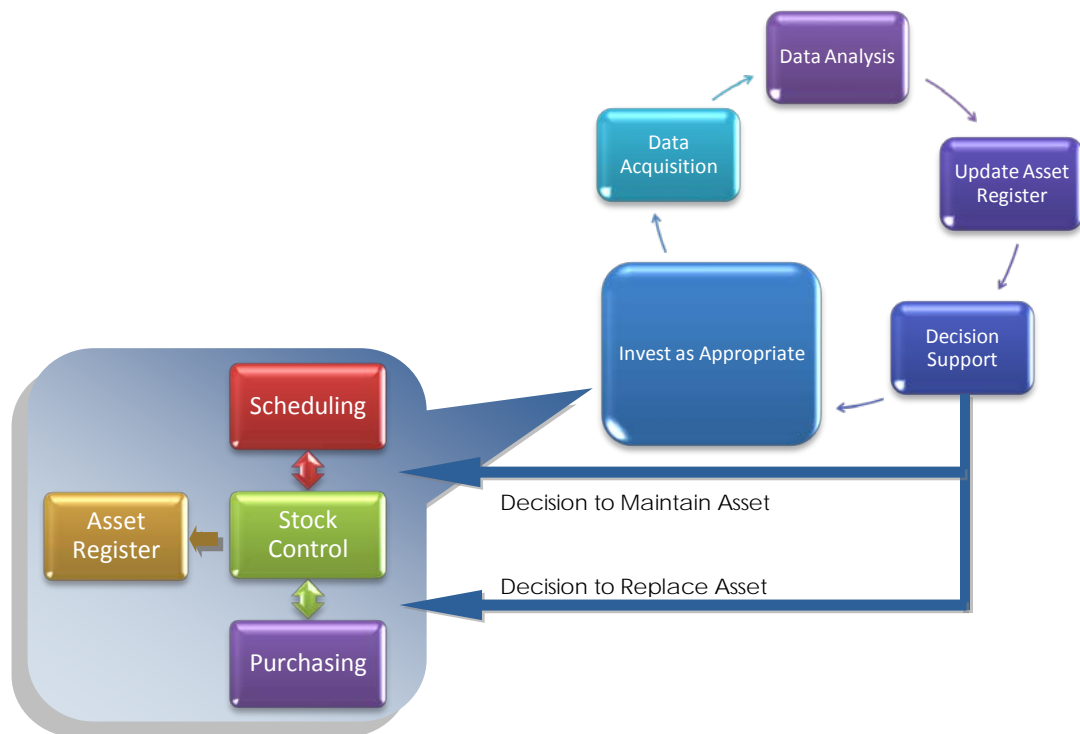 Data Analysis
Data
Acquisition
Update Asset
Register
Invest as Appropriate
Decision
Support
Scheduling
Decision to Maintain Asset
Asset
Register
Stock
Control
Decision to Replace Asset
Purchasing